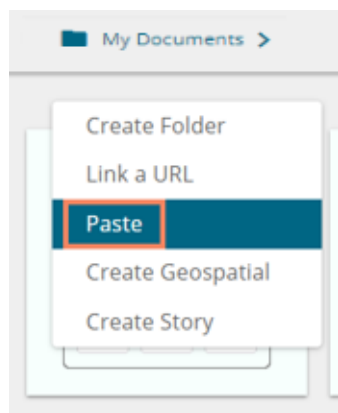 My Documents >
Create Folder
Link a URL
Paste
Create Geospatial
Create Story